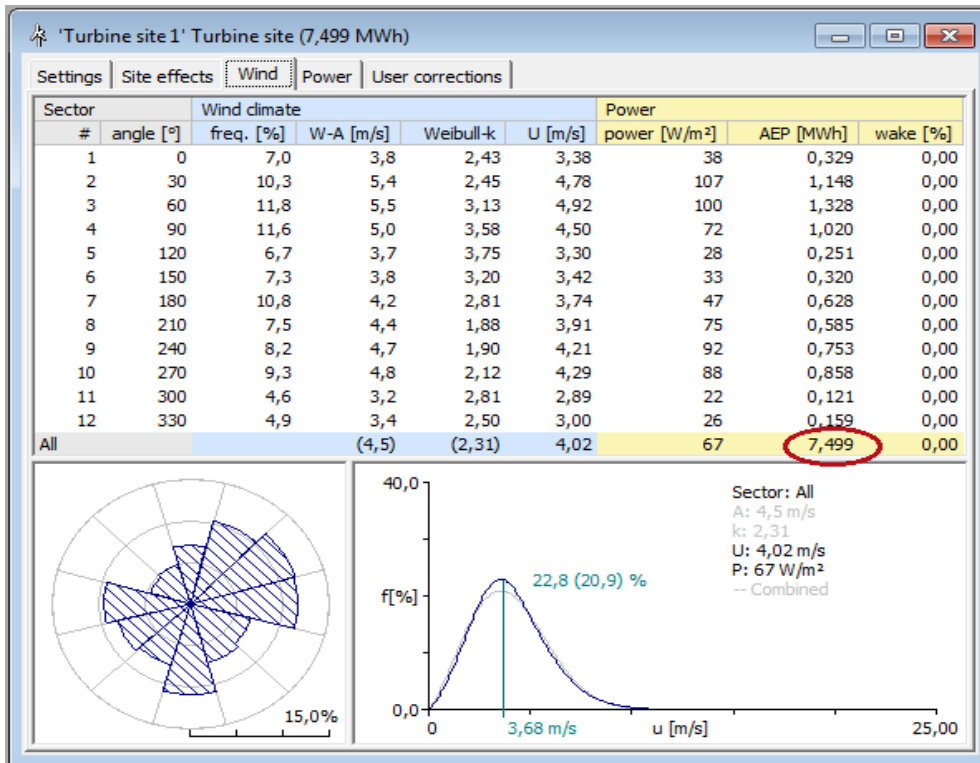 'Turbine site 1' Turbine site (7,499 MWh)
Settings Site effects Wind Power User corrections
Sector Wind climate Power
# angle [°] freq. [%] W-A [m/s] Weibull-k U [m/s] power [W/m²] AEP [MWh] wake [%]
1 0 7,0 3,8 2,43 3,38 38 0,329 0,00
2 30 10,3 5,4 2,45 4,78 107 1,148 0,00
3 60 11,8 5,5 3,13 4,92 100 1,328 0,00
4 90 11,6 5,0 3,58 4,50 72 1,020 0,00
5 120 6,7 3,7 3,75 3,30 28 0,251 0,00
6 150 7,3 3,8 3,20 3,42 33 0,320 0,00
7 180 10,8 4,2 2,81 3,74 47 0,628 0,00
8 210 7,5 4,4 1,88 3,91 75 0,585 0,00
9 240 8,2 4,7 1,90 4,21 92 0,753 0,00
10 270 9,3 4,8 2,12 4,29 88 0,858 0,00
11 300 4,6 3,2 2,81 2,89 22 0,121 0,00
12 330 4,9 3,4 2,50 3,00 26 0,159 0,00
All (4,5) (2,31) 4,02 67 7,499 0,00
15,0%
40,0
f[%]
0,0
0
3,68 m/s
u [m/s]
25,00
22,8 (20,9) %
Sector: All
A: 4,5 m/s
k: 2,31
U: 4,02 m/s
P: 67 W/m²
-- Combined